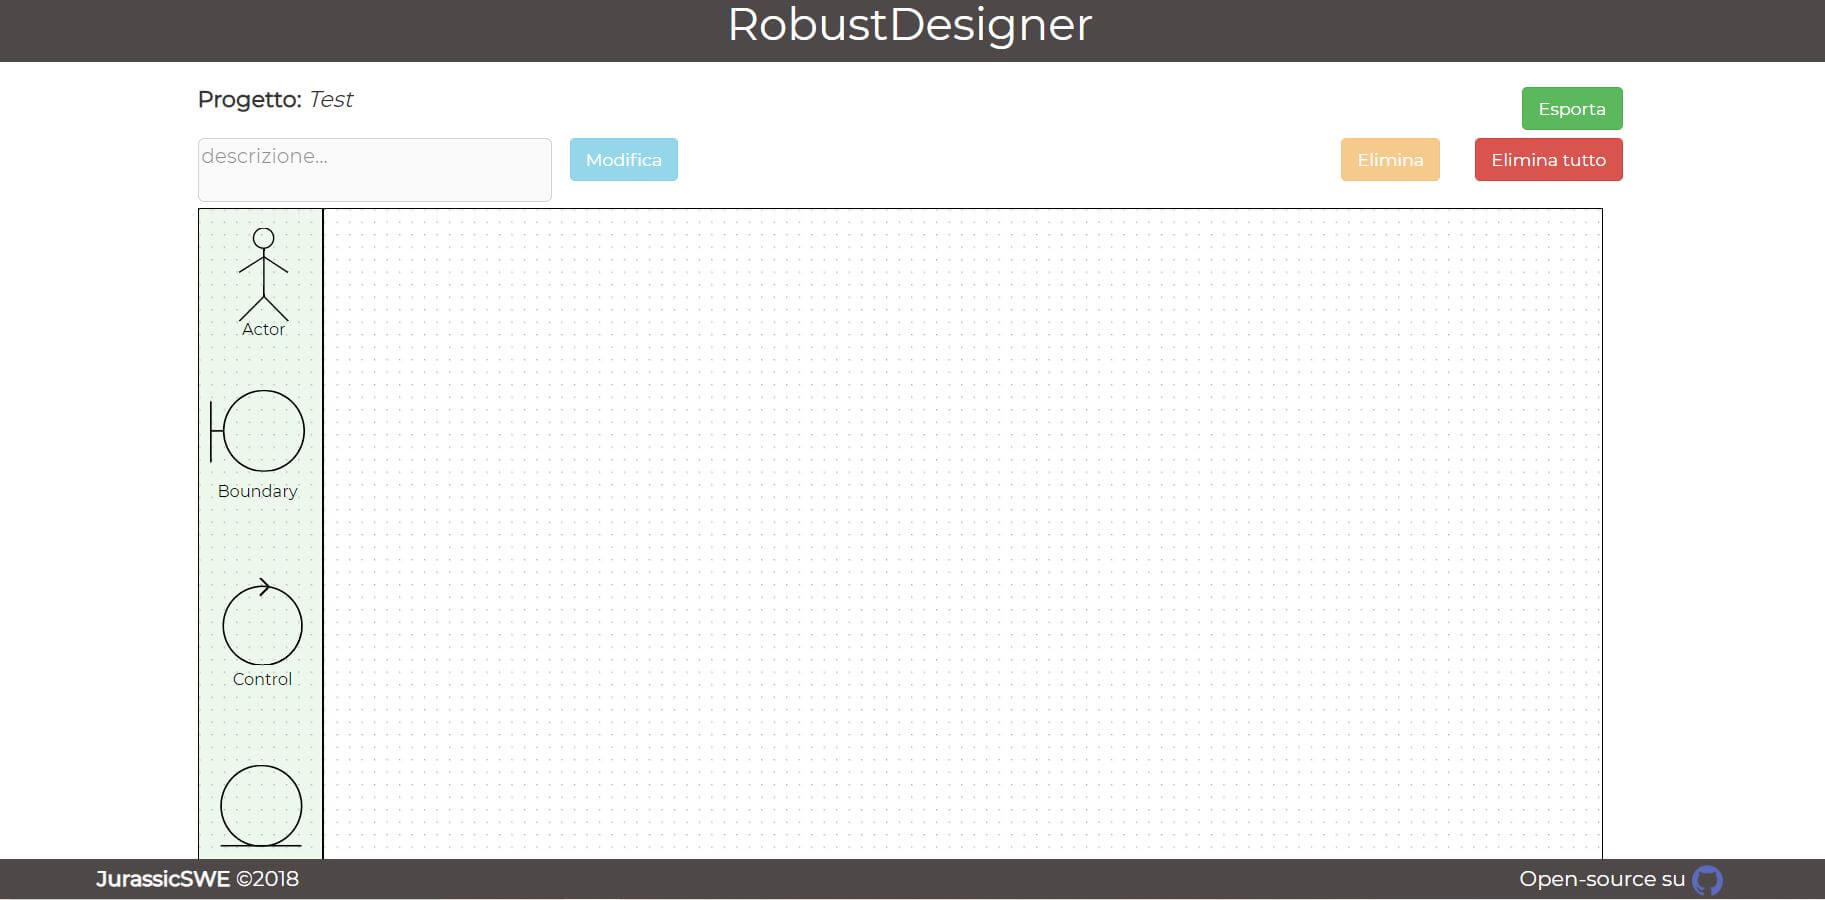 RobustDesigner
Progetto: Test
Esporta
descrizione...
Modifica
Elimina
Elimina tutto
Actor
Boundary
Control
JurassicSWE ©2018
Open-source su